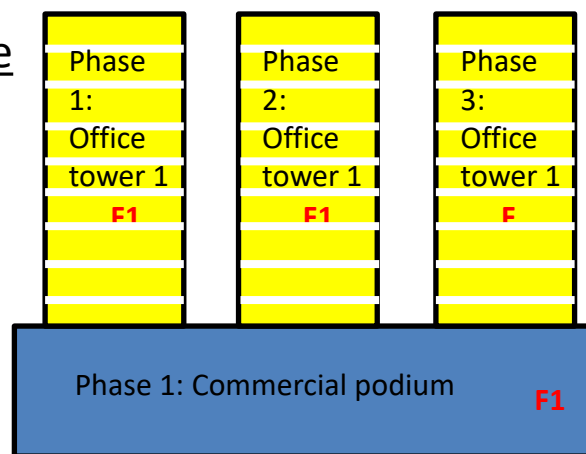 e
Phase
1:
Office
tower 1
F1
Phase
2:
Office
tower 1
F1
Phase
3:
Office
tower 1
F
Phase 1: Commercial podium
F1